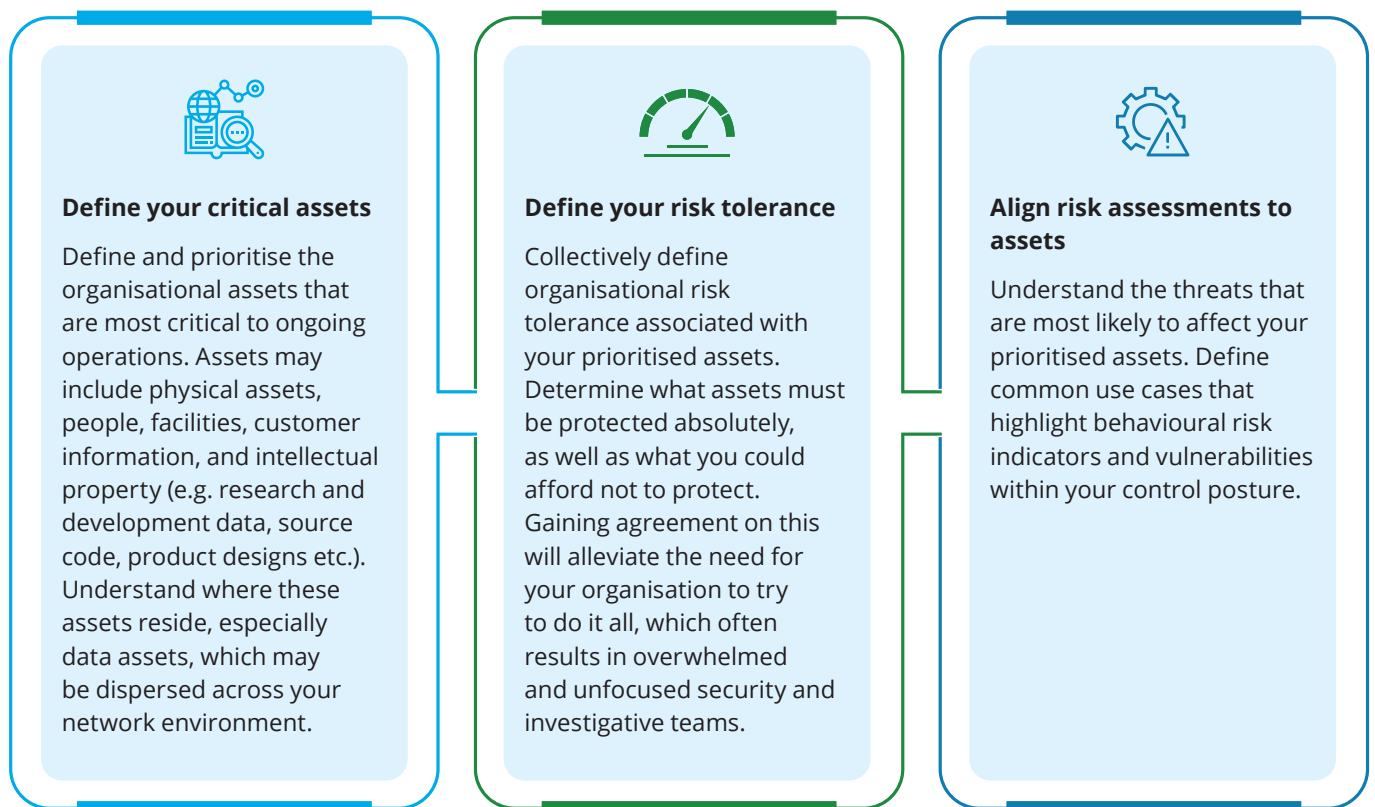 Define your critical assets
Define and prioritise the
organisational assets that
are most critical to ongoing
operations. Assets may
include physical assets,
people, facilities, customer
information, and intellectual
property (e.g. research and
development data, source
code, product designs etc.).
Understand where these
assets reside, especially
data assets, which may
be dispersed across your
network environment.
Define your risk tolerance
Collectively define
organisational risk
tolerance associated with
your prioritised assets.
Determine what assets must
be protected absolutely,
as well as what you could
afford not to protect.
Gaining agreement on this
will alleviate the need for
your organisation to try
to do it all, which often
results in overwhelmed
and unfocused security and
investigative teams.
Align risk assessments to
assets
Understand the threats that
are most likely to affect your
prioritised assets. Define
common use cases that
highlight behavioural risk
indicators and vulnerabilities
within your control posture.